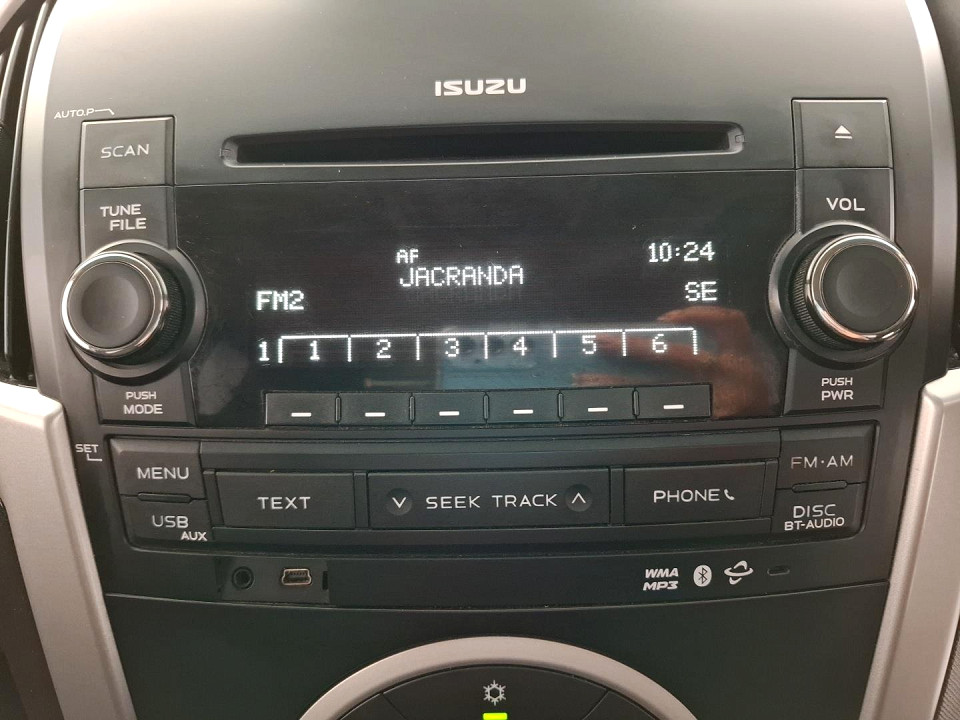 ISUZU
AUTO.P
SCAN
TUNE
FILE
VOL
AF
JACRANDA
10:24
FM2
SE
1 1 2 3 4 5 6
PUSH
MODE
PUSH
PWR
SET
MENU
FM·AM
TEXT
SEEK TRACK
PHONE
USB
AUX
DISC
BT-AUDIO
WMA
MP3